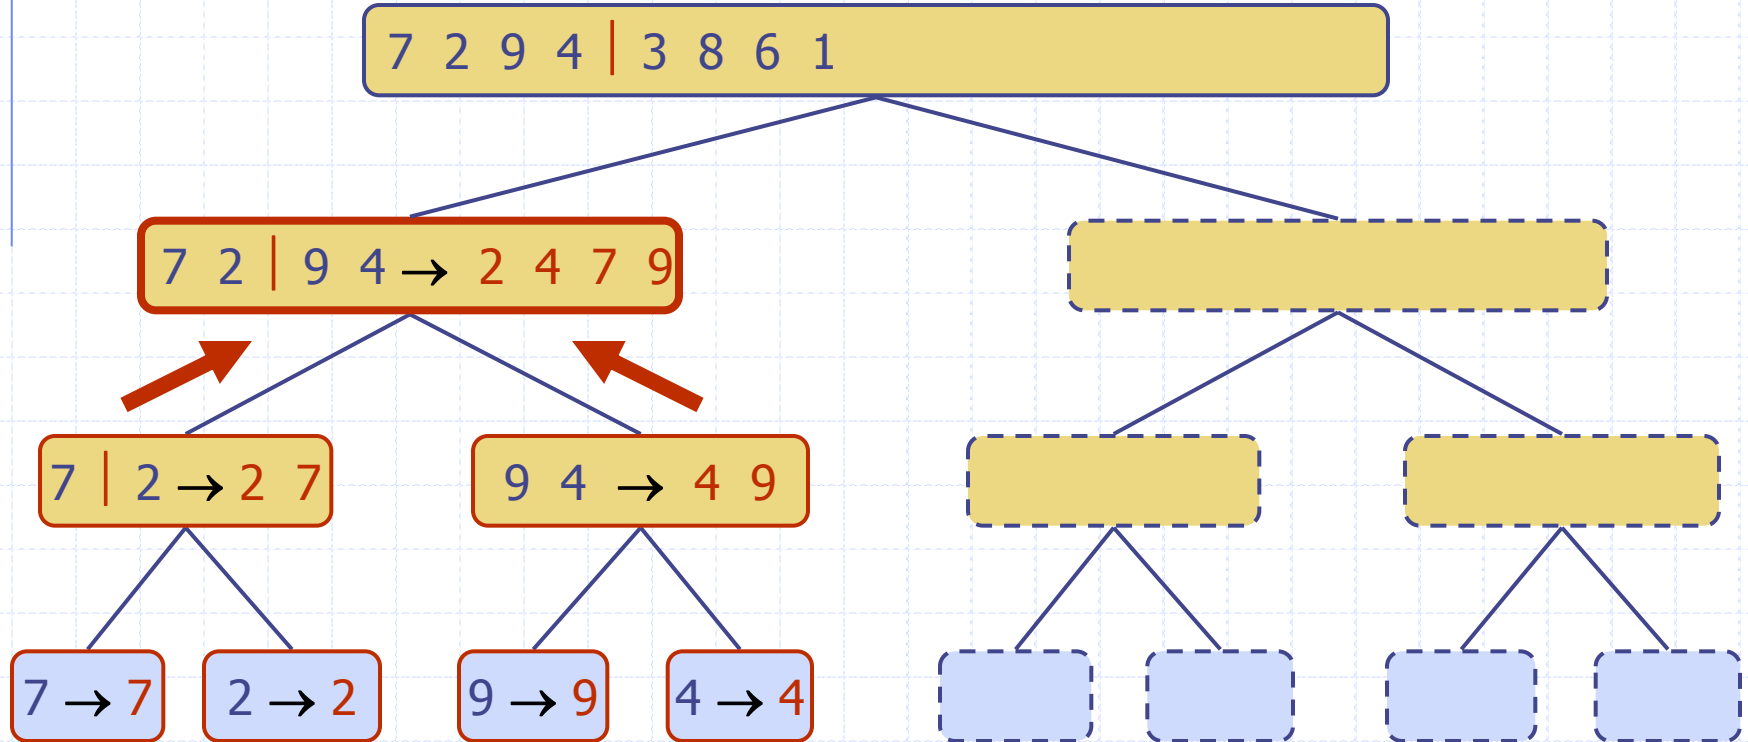 7 2 9 4 | 3 8 6 1
7 2 | 9 4 → 2 4 7 9
7 | 2 → 2 7
9 4 → 4 9
7 → 7
2 → 2
9 → 9
4 → 4